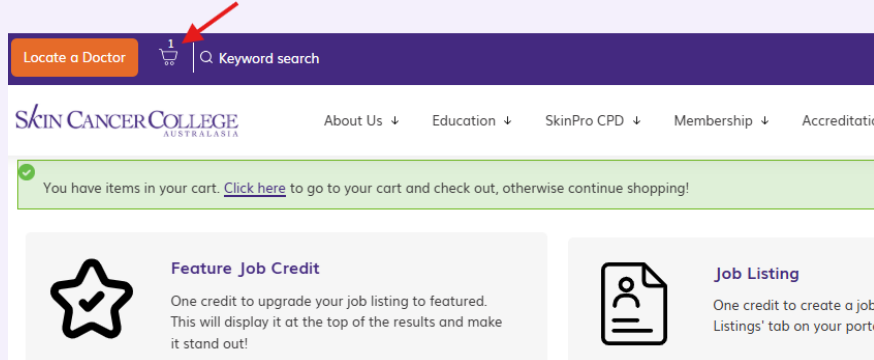 Locate a Doctor
1
Keyword search
SKIN CANCER COLLEGE
AUSTRALASIA
About Us ↓
Education ↓
SkinPro CPD ↓
Membership ↓
You have items in your cart. Click here to go to your cart and check out, otherwise continue shopping!
Feature Job Credit
One credit to upgrade your job listing to featured.
This will display it at the top of the results and make
it stand out!
Job Listing
One credit to create a job
Listings' tab on your